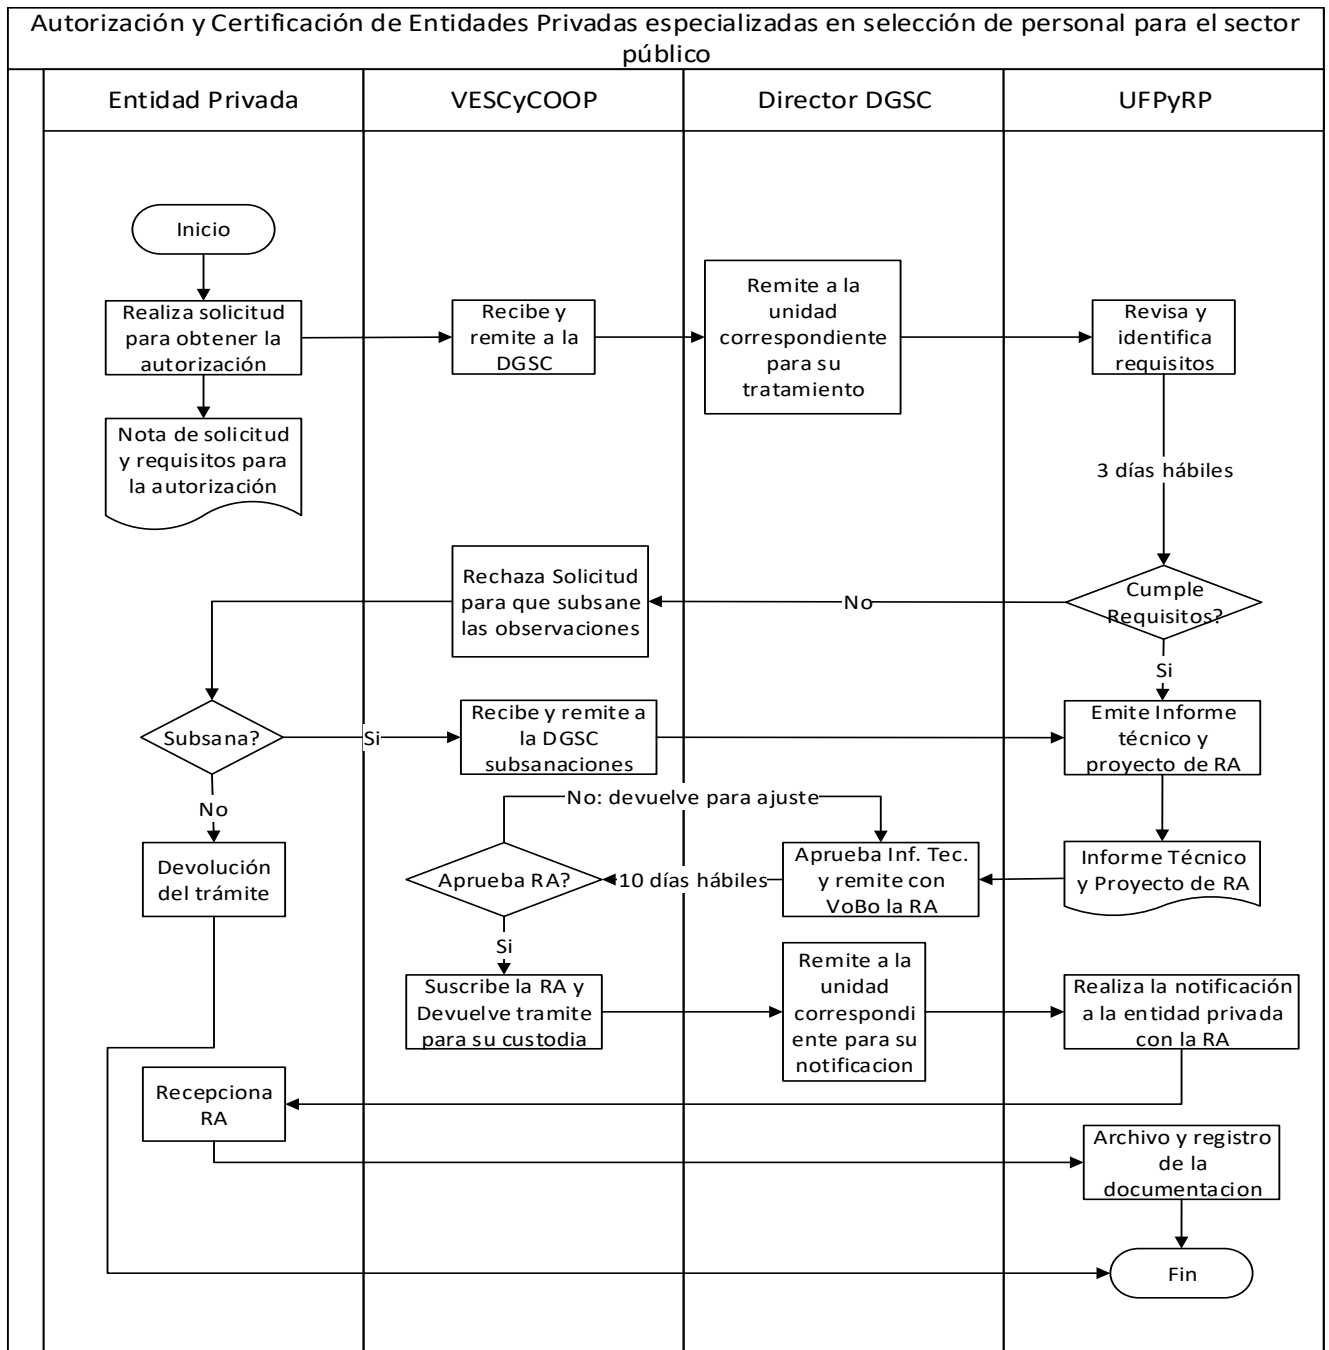 Autorización y Certificación de Entidades Privadas especializadas en selección de personal para el sector
público
Entidad Privada
VESCyCOOP
Director DGSC
UFPyRP
Inicio
Realiza solicitud
para obtener la
autorización
Recibe y
remite a la
DGSC
Remite a la
unidad
correspondiente
para su
tratamiento
Revisa y
identifica
requisitos
Nota de solicitud
y requisitos para
la autorización
3 días hábiles
Rechaza Solicitud
para que subsane
las observaciones
No
Cumple
Requisitos?
Si
Subsana?
Si
Recibe y remite a
la DGSC
subsanaciones
Emite Informe
técnico y
proyecto de RA
No
No: devuelve para ajuste
Devolución
del trámite
Aprueba RA?
10 días hábiles
Aprueba Inf. Tec.
y remite con
VoBo la RA
Informe Técnico
y Proyecto de RA
Si
Suscribe la RA y
Devuelve tramite
para su custodia
Remite a la
unidad
correspondi
ente para su
notificacion
Realiza la notificación
a la entidad privada
con la RA
Recepciona
RA
Archivo y registro
de la
documentacion
Fin